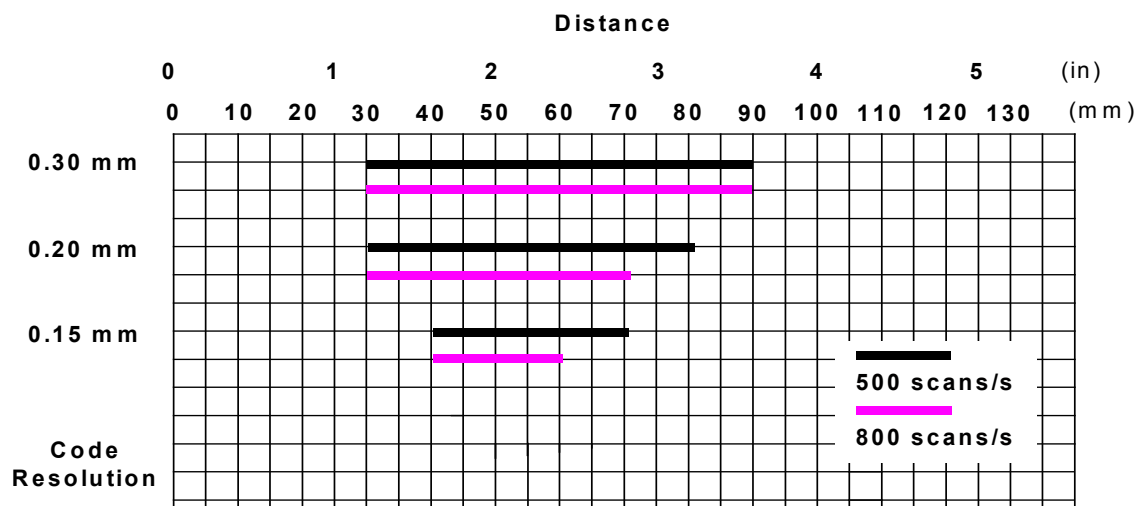 Distance
0 1 2 3 4 5 (in)
0 10 20 30 40 50 60 70 80 90 100 110 120 130 (mm)
0.30 mm
0.20 mm
0.15 mm
500 scans/s
800 scans/s
Code
Resolution